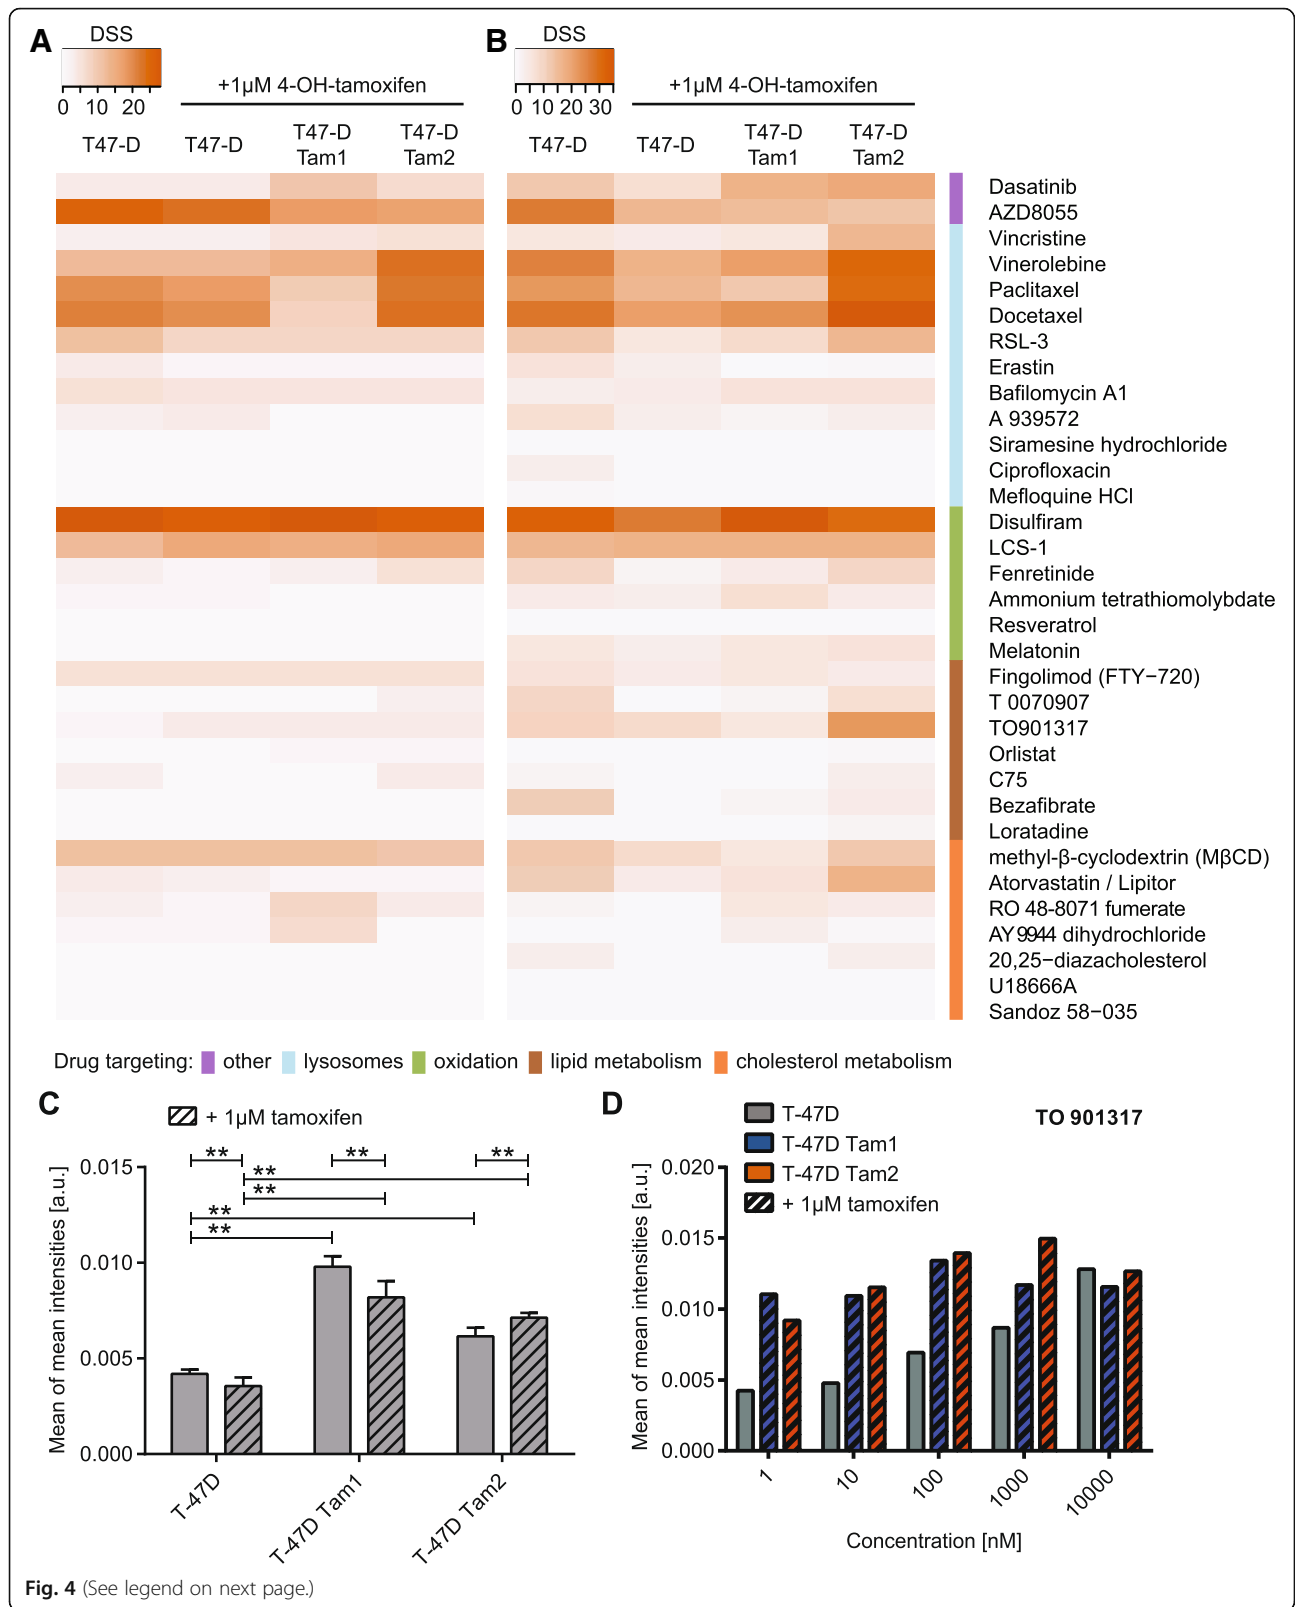 A
DSS
0 10 20
+1µM 4-OH-tamoxifen
T47-D
T47-D
T47-D
Tam1
T47-D
Tam2
B
DSS
0 10 20 30
+1µM 4-OH-tamoxifen
T47-D
T47-D
T47-D
Tam1
T47-D
Tam2
Dasatinib
AZD8055
Vincristine
Vinerolebine
Paclitaxel
Docetaxel
RSL-3
Erastin
Bafilomycin A1
A 939572
Siramesine hydrochloride
Ciprofloxacin
Mefloquine HCl
Disulfiram
LCS-1
Fenretinide
Ammonium tetrathiomolybdate
Resveratrol
Melatonin
Fingolimod (FTY−720)
T 0070907
TO901317
Orlistat
C75
Bezafibrate
Loratadine
methyl-β-cyclodextrin (MβCD)
Atorvastatin / Lipitor
RO 48-8071 fumerate
AY9944 dihydrochloride
20,25−diazacholesterol
U18666A
Sandoz 58−035
Drug targeting: other lysosomes oxidation lipid metabolism cholesterol metabolism
C
+ 1µM tamoxifen
Mean of mean intensities [a.u.]
0.015
0.010
0.005
0.000
**
**
**
**
**
**
**
T-47D
T-47D Tam1
T-47D Tam2
D
T-47D
T-47D Tam1
T-47D Tam2
+ 1µM tamoxifen
TO 901317
Mean of mean intensities [a.u.]
0.020
0.015
0.010
0.005
0.000
1
10
100
1000
10000
Concentration [nM]
Fig. 4 (See legend on next page.)